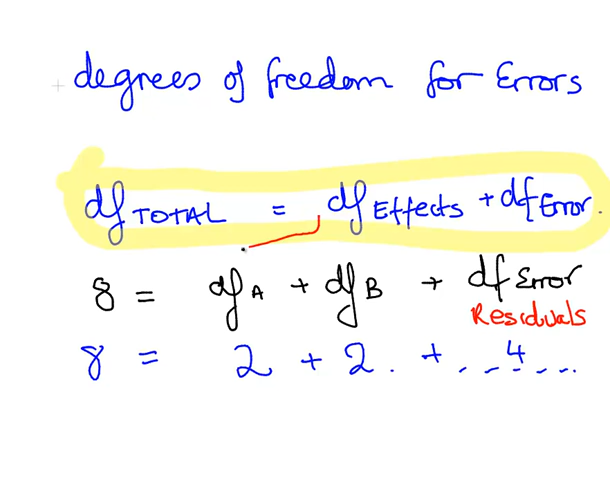 degrees of freedom for Errors
df TOTAL = df Effects + df Error.
8 = df A + df B + df Error
Residuals
8 = 2 + 2. + 4